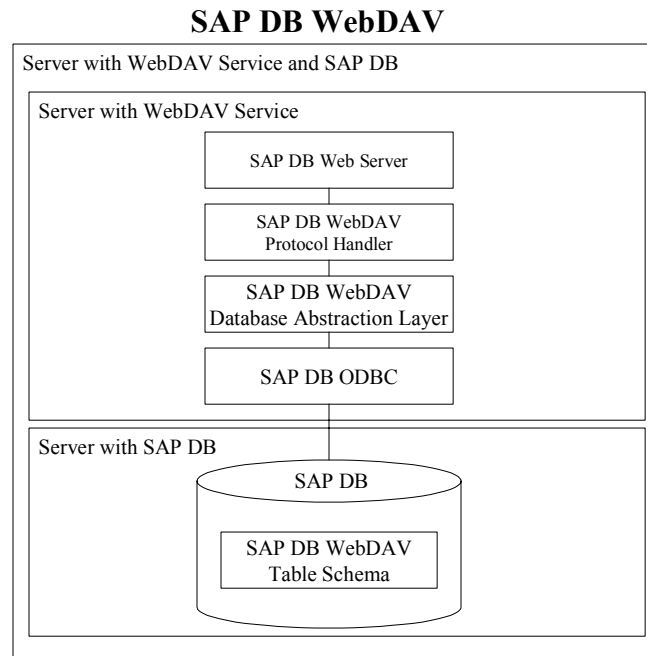 SAP DB WebDAV
Server with WebDAV Service and SAP DB
Server with WebDAV Service
SAP DB Web Server
SAP DB WebDAV
Protocol Handler
SAP DB WebDAV
Database Abstraction Layer
SAP DB ODBC
Server with SAP DB
SAP DB
SAP DB WebDAV
Table Schema